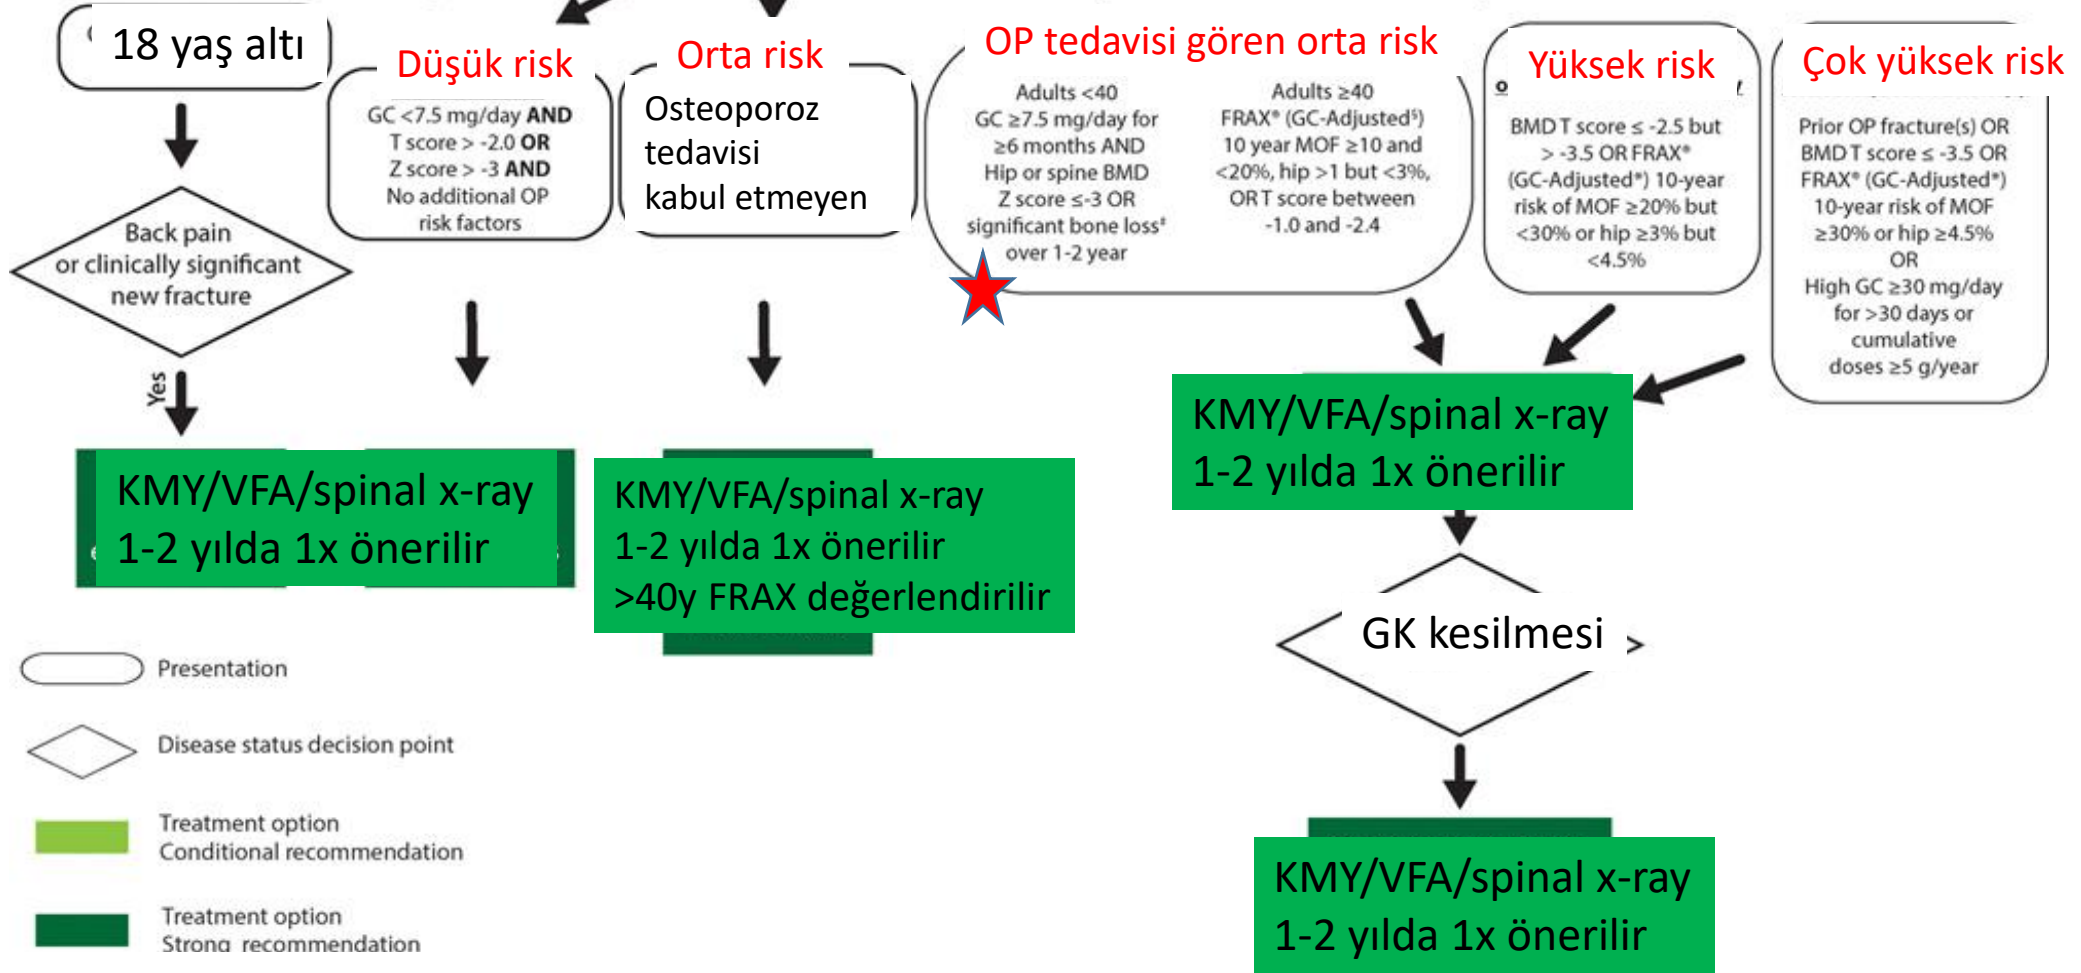 18 yaş altı
Back pain
or clinically significant
new fracture
Yes
Düşük risk
GC <7.5 mg/day AND
T score > -2.0 OR
Z score > -3 AND
No additional OP
risk factors
KMY/VFA/spinal x-ray
1-2 yılda 1x önerilir
Orta risk
Osteoporoz
tedavisi
kabul etmeyen
KMY/VFA/spinal x-ray
1-2 yılda 1x önerilir
>40y FRAX değerlendirilir
OP tedavisi gören orta risk
Adults <40
GC ≥7.5 mg/day for
≥6 months AND
Hip or spine BMD
Z score ≤-3 OR
significant bone loss‡
over 1-2 year
Adults ≥40
FRAX® (GC-Adjusted§)
10 year MOF ≥10 and
<20%, hip >1 but <3%,
OR T score between
-1.0 and -2.4
Yüksek risk
BMD T score ≤ -2.5 but
> -3.5 OR FRAX®
(GC-Adjusted*) 10-year
risk of MOF ≥20% but
<30% or hip ≥3% but
<4.5%
Çok yüksek risk
Prior OP fracture(s) OR
BMD T score ≤ -3.5 OR
FRAX® (GC-Adjusted*)
10-year risk of MOF
≥30% or hip ≥4.5%
OR
High GC ≥30 mg/day
for >30 days or
cumulative
doses ≥5 g/year
KMY/VFA/spinal x-ray
1-2 yılda 1x önerilir
GK kesilmesi
KMY/VFA/spinal x-ray
1-2 yılda 1x önerilir
Presentation
Disease status decision point
Treatment option
Conditional recommendation
Treatment option
Strong recommendation